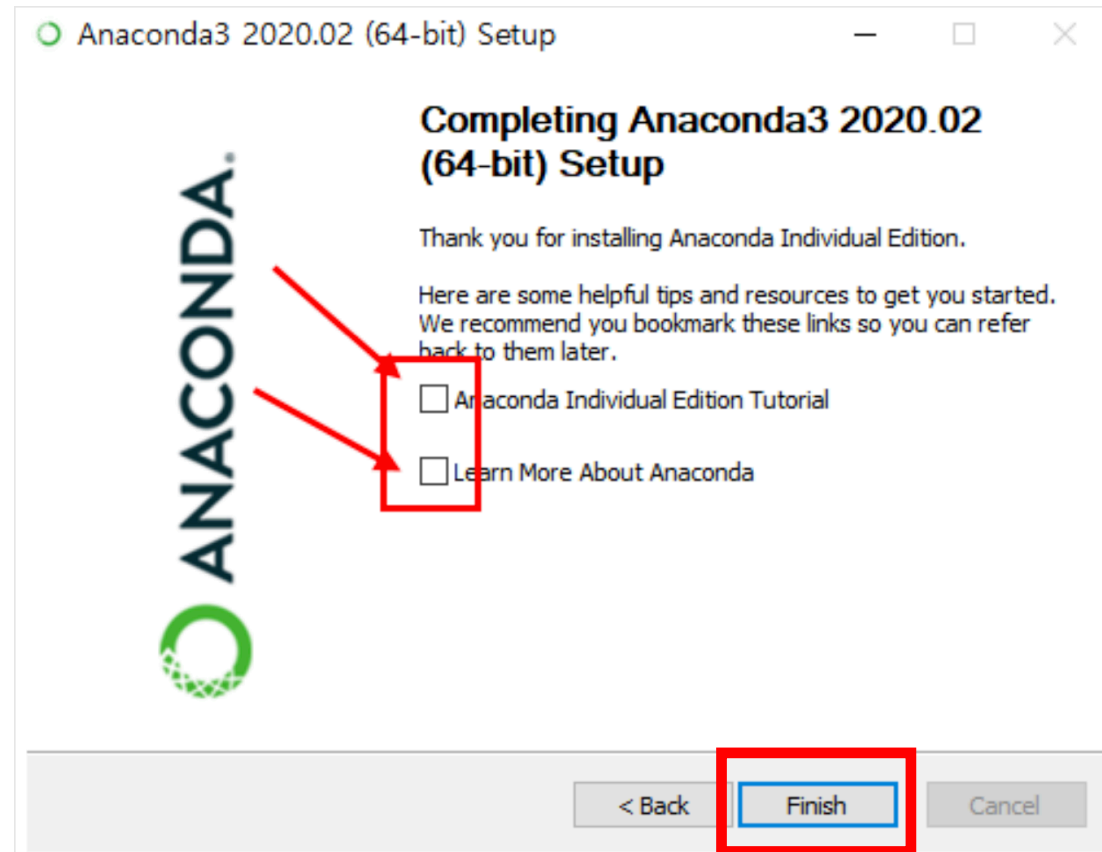 Anaconda3 2020.02 (64-bit) Setup
ANACONDA.
Completing Anaconda3 2020.02
(64-bit) Setup
Thank you for installing Anaconda Individual Edition.
Here are some helpful tips and resources to get you started.
We recommend you bookmark these links so you can refer
back to them later.
Anaconda Individual Edition Tutorial
Learn More About Anaconda
< Back
Finish
Cancel